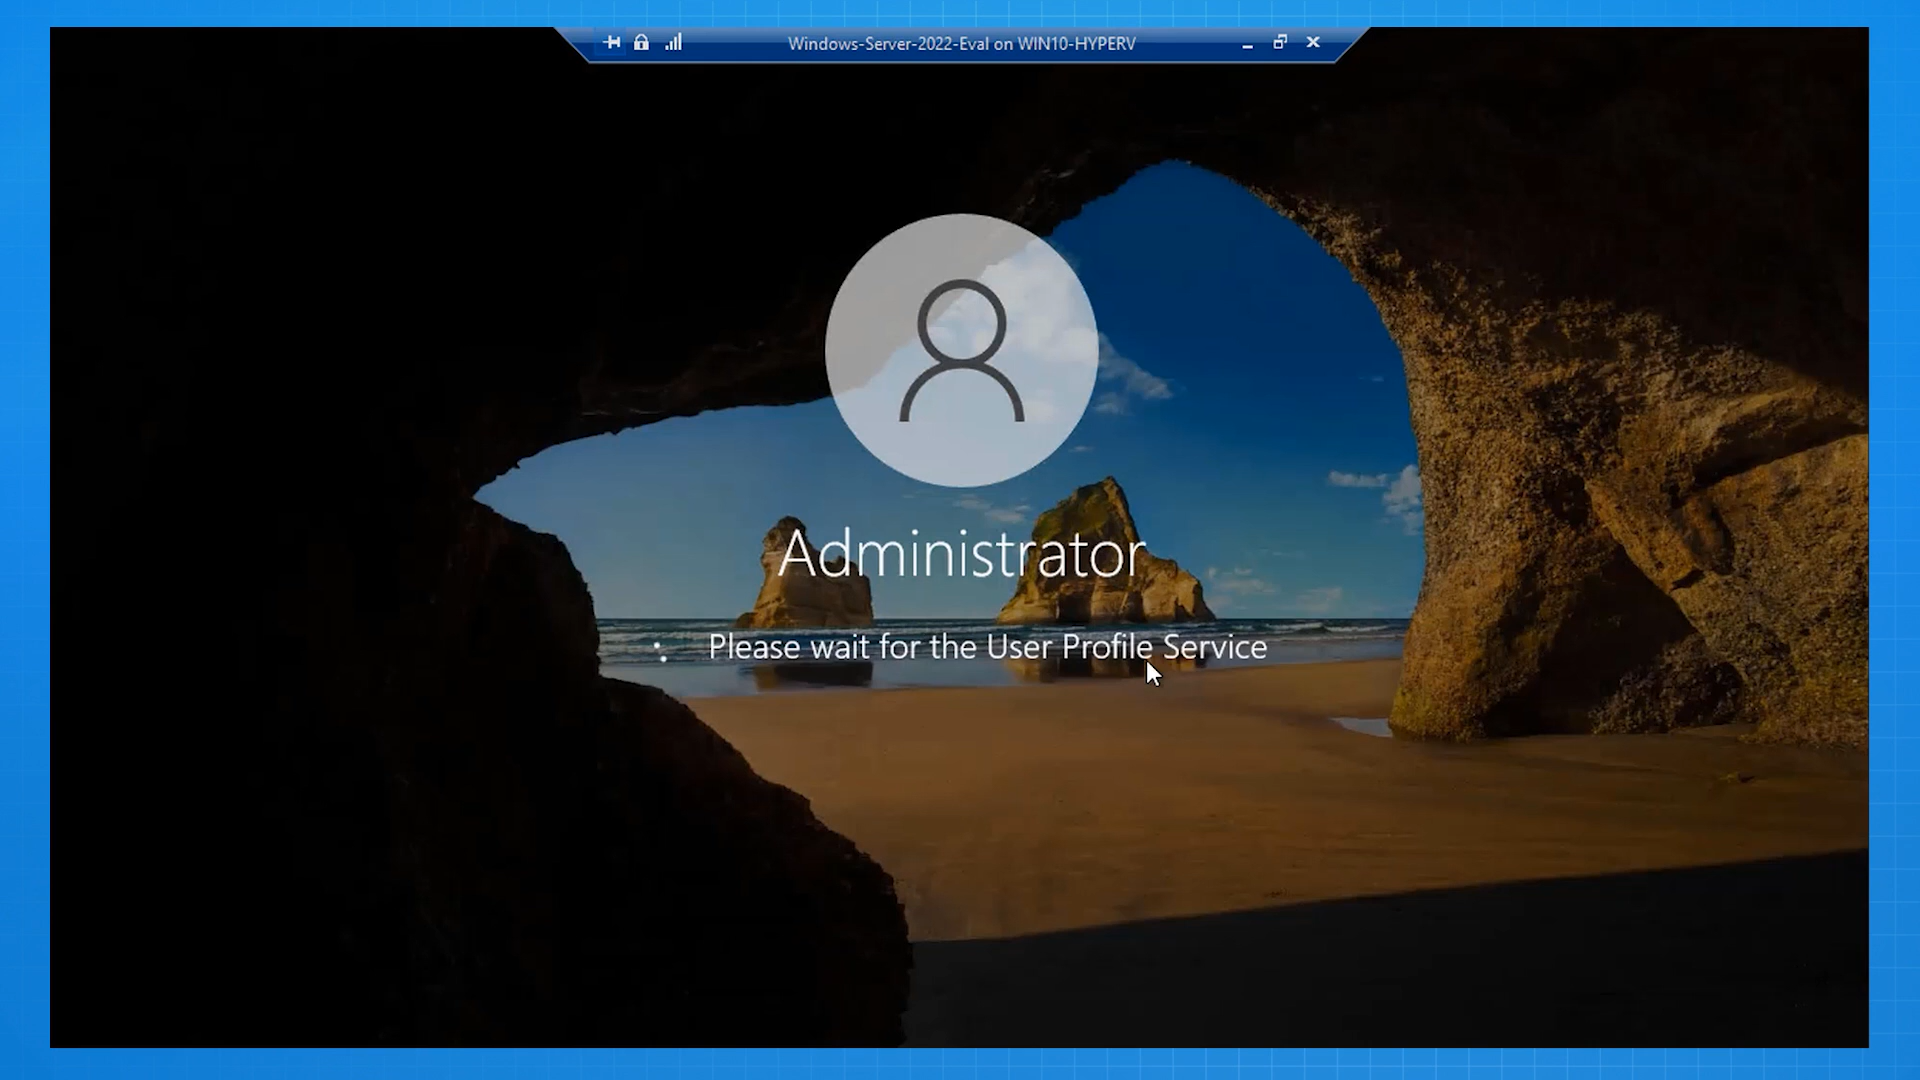 Windows-Server-2022-Eval on WIN10-HYPERV
Administrator
Please wait for the User Profile Service